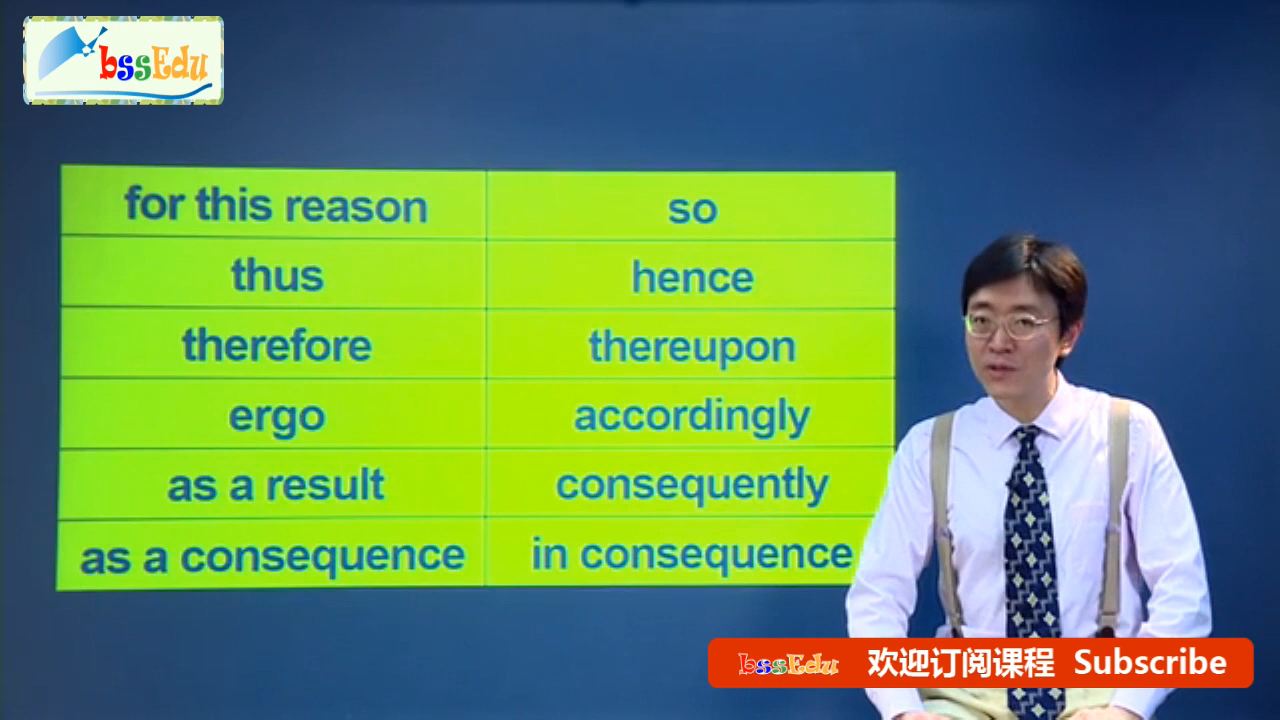 bssEdu
for this reason
so
thus
hence
therefore
thereupon
ergo
accordingly
as a result
consequently
as a consequence
in consequence
bssEdu 欢迎订阅课程 Subscribe